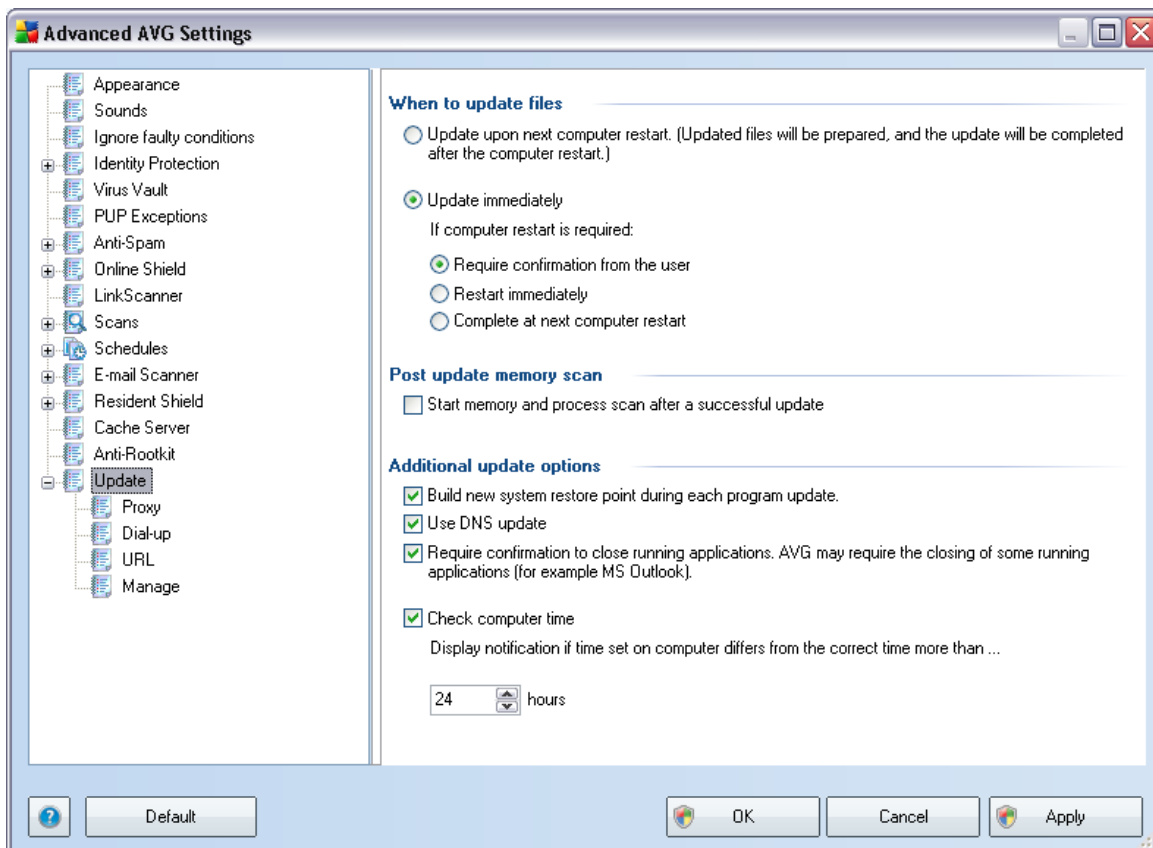 Advanced AVG Settings
Appearance
Sounds
Ignore faulty conditions
Identity Protection
Virus Vault
PUP Exceptions
Anti-Spam
Online Shield
LinkScanner
Scans
Schedules
E-mail Scanner
Resident Shield
Cache Server
Anti-Rootkit
Update
Proxy
Dial-up
URL
Manage
When to update files
Update upon next computer restart. (Updated files will be prepared, and the update will be completed
after the computer restart.)
Update immediately
If computer restart is required:
Require confirmation from the user
Restart immediately
Complete at next computer restart
Post update memory scan
Start memory and process scan after a successful update
Additional update options
Build new system restore point during each program update.
Use DNS update
Require confirmation to close running applications. AVG may require the closing of some running
applications (for example MS Outlook).
Check computer time
Display notification if time set on computer differs from the correct time more than ...
24 hours
? Default OK Cancel Apply